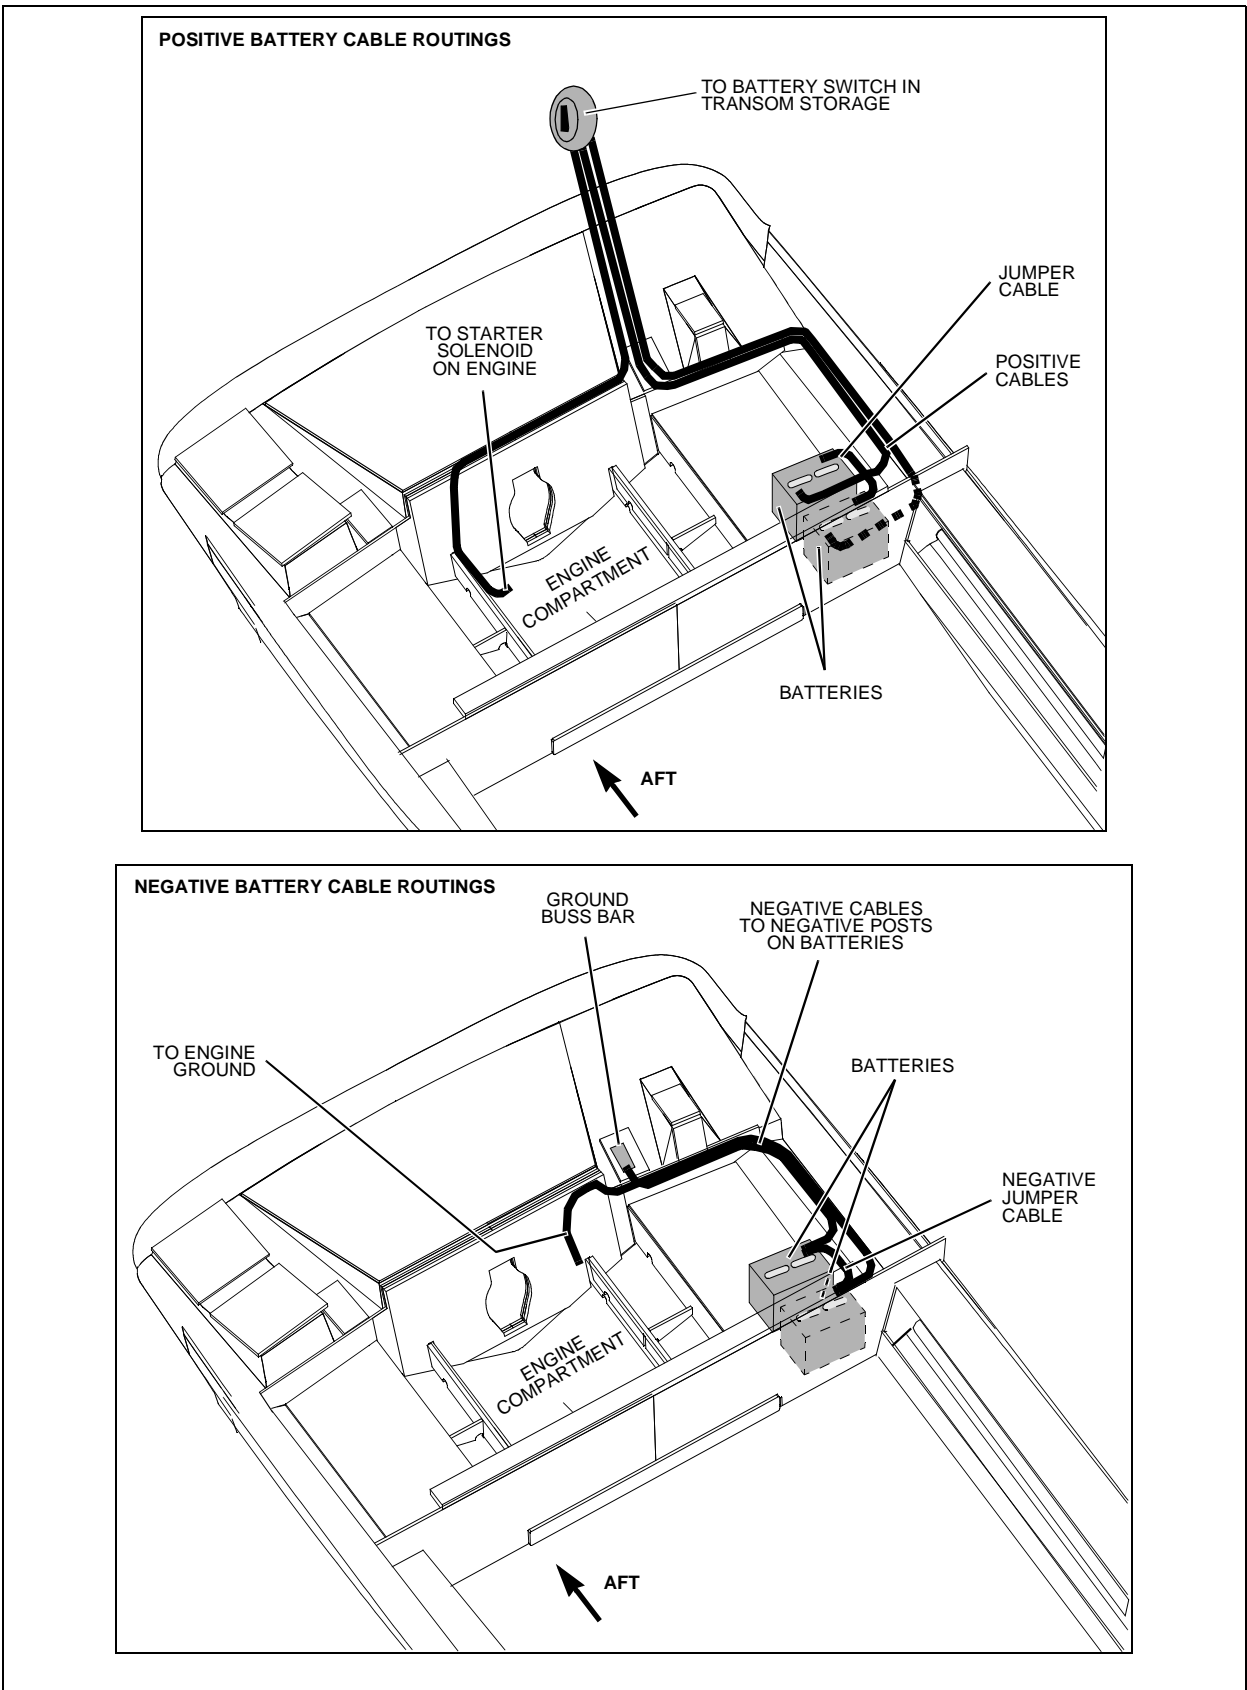 POSITIVE BATTERY CABLE ROUTINGS
TO BATTERY SWITCH IN
TRANSOM STORAGE
JUMPER
CABLE
TO STARTER
SOLENOID
ON ENGINE
POSITIVE
CABLES
ENGINE
COMPARTMENT
BATTERIES
AFT
NEGATIVE BATTERY CABLE ROUTINGS
GROUND
BUSS BAR
NEGATIVE CABLES
TO NEGATIVE POSTS
ON BATTERIES
TO ENGINE
GROUND
BATTERIES
NEGATIVE
JUMPER
CABLE
ENGINE
COMPARTMENT
AFT